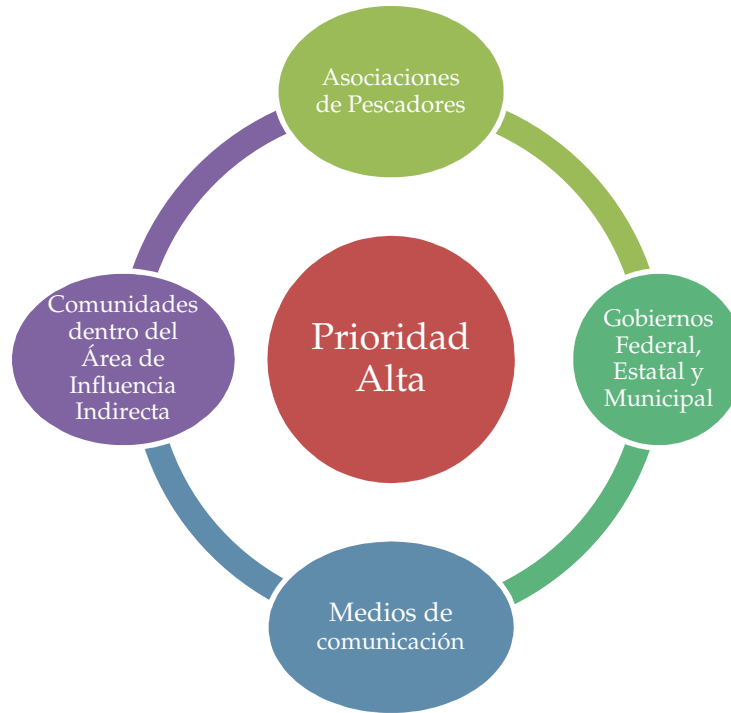 Asociaciones
de Pescadores
Comunidades
dentro del
Área de
Influencia
Indirecta
Prioridad
Alta
Gobiernos
Federal,
Estatal y
Municipal
Medios de
comunicación